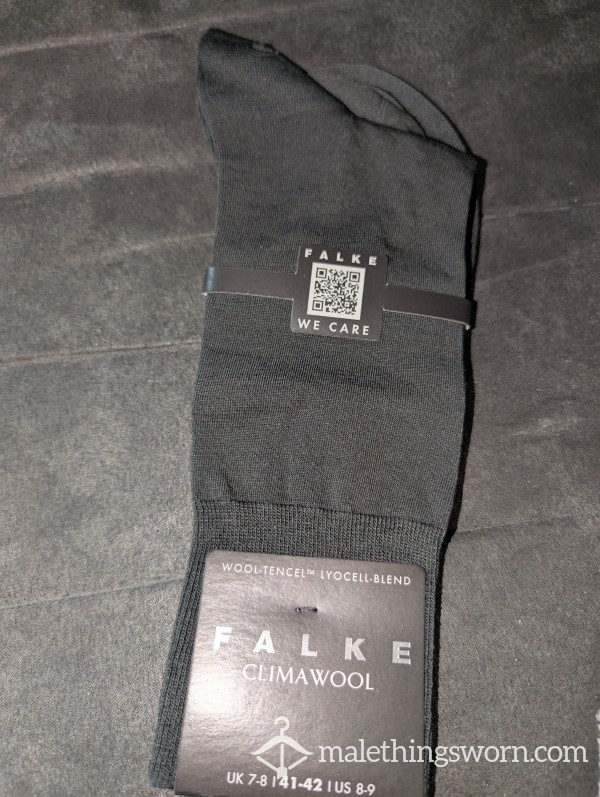 FALKE
WE CARE
WOOL-TENCEL™ LYOCELL-BLEND
FALKE
CLIMAWOOL
malethingsworn.com
UK 7-8 | 41-42 | US 8-9